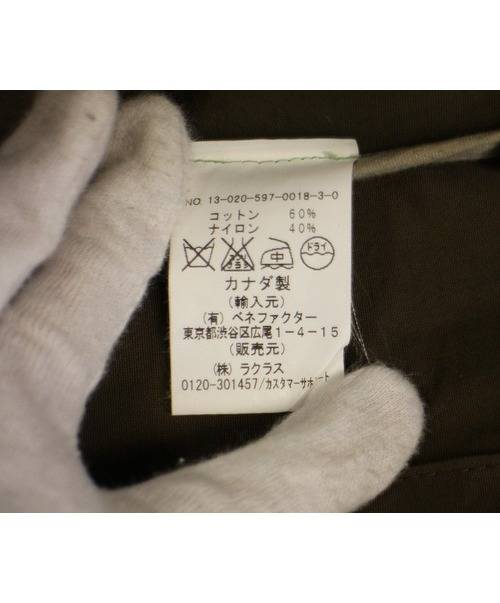 NO. 13-020-597-0018-3-0
コットン 60%
ナイロン 40%
中 ドライ
カナダ製
(輸入元)
(有) ベネファクター
東京都渋谷区広尾1-4-15
(販売元)
(株) ラクラス
0120-301457/カスタマーサポート